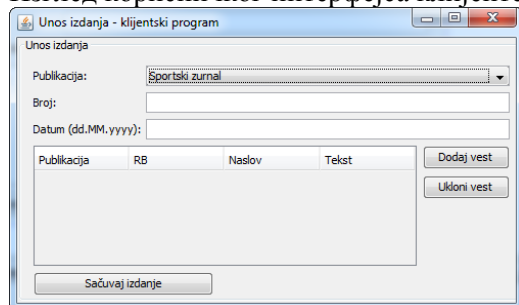 Unos izdanja - klijentski program
Unos izdanja
Publikacija: Sportski zurnal
Broj:
Datum (dd.MM.yyyy):
Publikacija RB Naslov Tekst
Dodaj vest
Ukloni vest
Sačuvaj izdanje